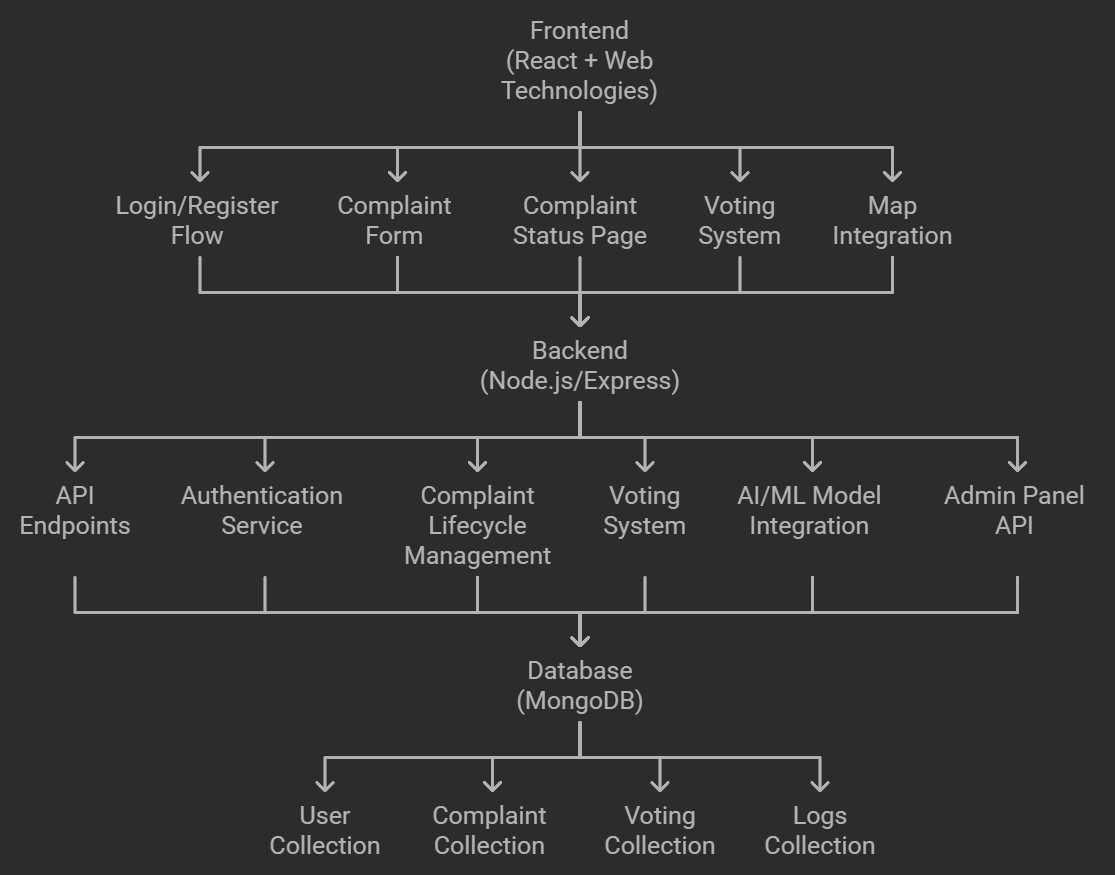 Frontend
(React + Web
Technologies)
Login/Register
Flow
Complaint
Form
Complaint
Status Page
Voting
System
Map
Integration
Backend
(Node.js/Express)
API
Endpoints
Authentication
Service
Complaint
Lifecycle
Management
Voting
System
AI/ML Model
Integration
Admin Panel
API
Database
(MongoDB)
User
Collection
Complaint
Collection
Voting
Collection
Logs
Collection